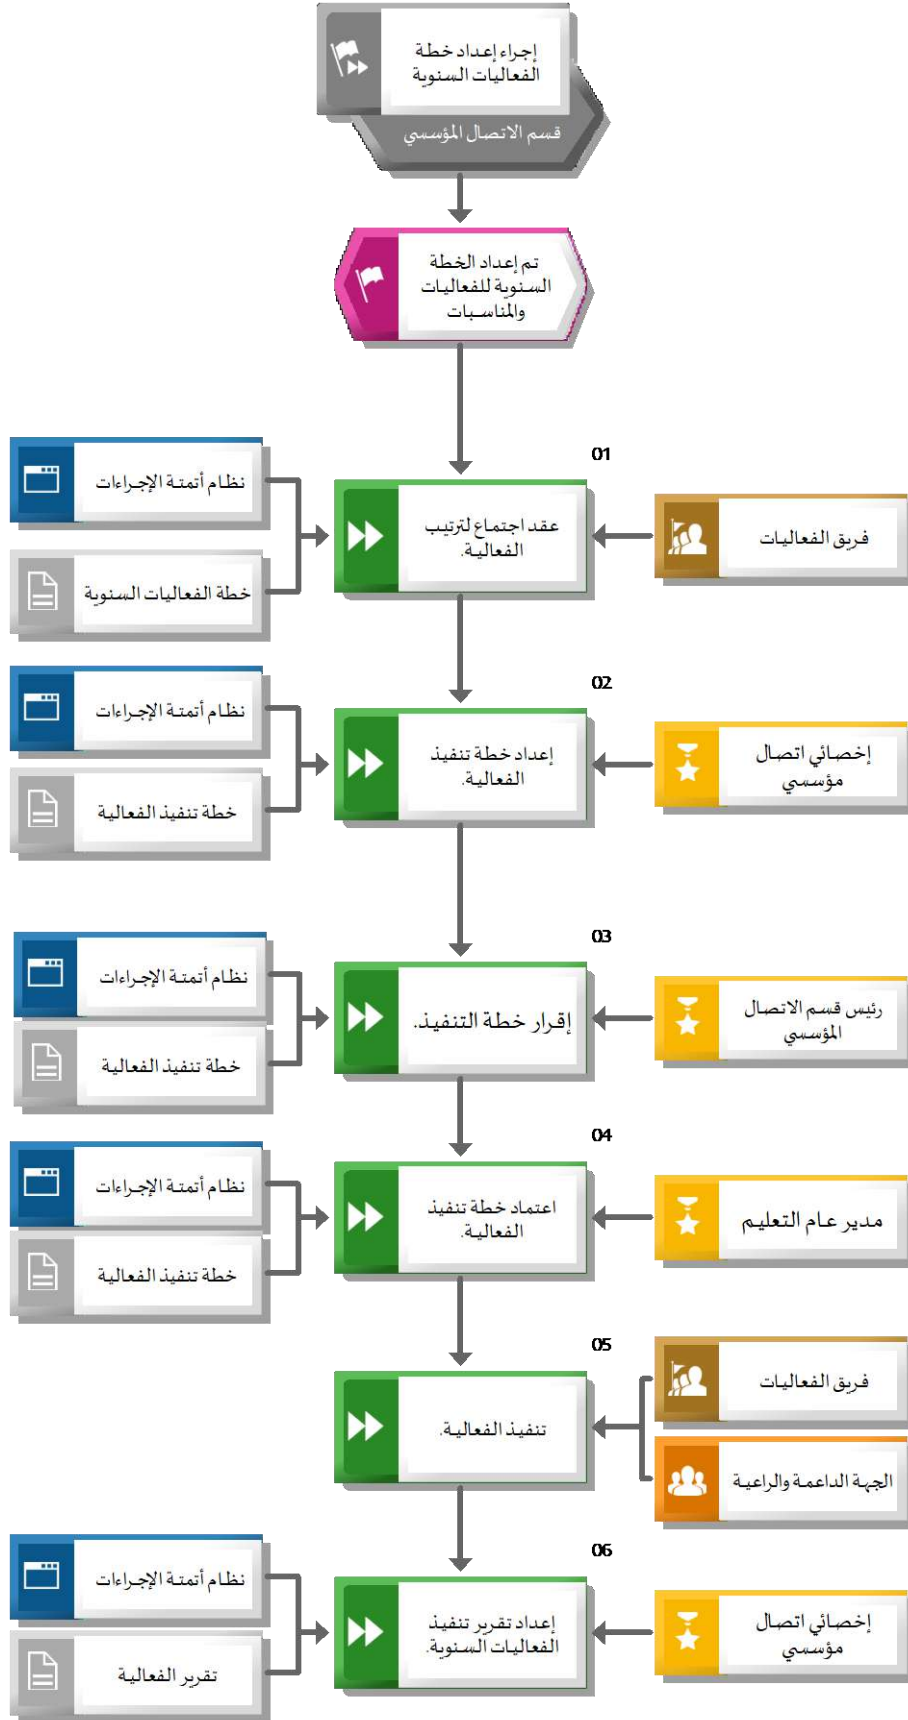 إجراء إعداد خطة
الفعاليات السنوية
قسم الاتصال المؤسسي
تم إعداد الخطة
السنوية للفعاليات
والمناسبات
01
فريق الفعاليات
عقد اجتماع لترتيب
الفعالية.
نظام أتمتة الإجراءات
خطة الفعاليات السنوية
02
إخصائي اتصال
مؤسسي
إعداد خطة تنفيذ
الفعالية.
نظام أتمتة الإجراءات
خطة تنفيذ الفعالية
03
رئيس قسم الاتصال
المؤسسي
إقرار خطة التنفيذ.
نظام أتمتة الإجراءات
خطة تنفيذ الفعالية
04
مدير عام التعليم
اعتماد خطة تنفيذ
الفعالية.
نظام أتمتة الإجراءات
خطة تنفيذ الفعالية
05
فريق الفعاليات
الجهة الداعمة والراعية
تنفيذ الفعالية.
06
إخصائي اتصال
مؤسسي
إعداد تقرير تنفيذ
الفعاليات السنوية.
نظام أتمتة الإجراءات
تقرير الفعالية